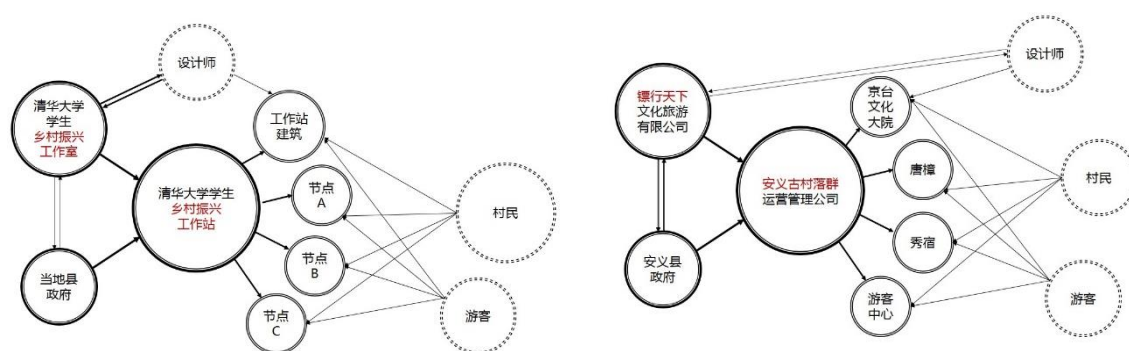 设计师
清华大学
学生
乡村振兴
工作室
工作站
建筑
清华大学学生
乡村振兴
工作站
节点
A
节点
B
节点
C
当地县
政府
村民
游客
设计师
镖行天下
文化旅游
有限公司
京台
文化
大院
安义古村落群
运营管理公司
唐樟
秀宿
游客
中心
安义县
政府
村民
游客